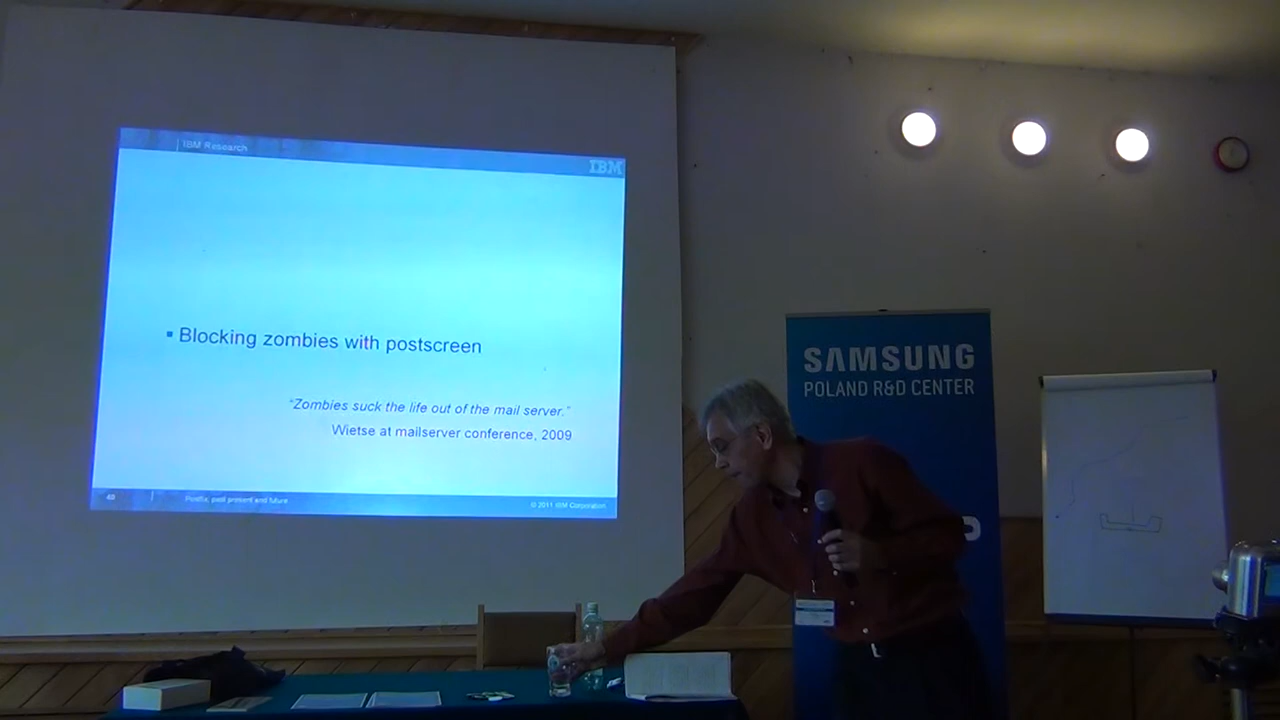 IBM Research
IBM
▪ Blocking zombies with postscreen
"Zombies suck the life out of the mail server."
Wietse at mailserver conference, 2009
Postfix, past present and future
© 2011 IBM Corporation
SAMSUNG
POLAND R&D CENTER